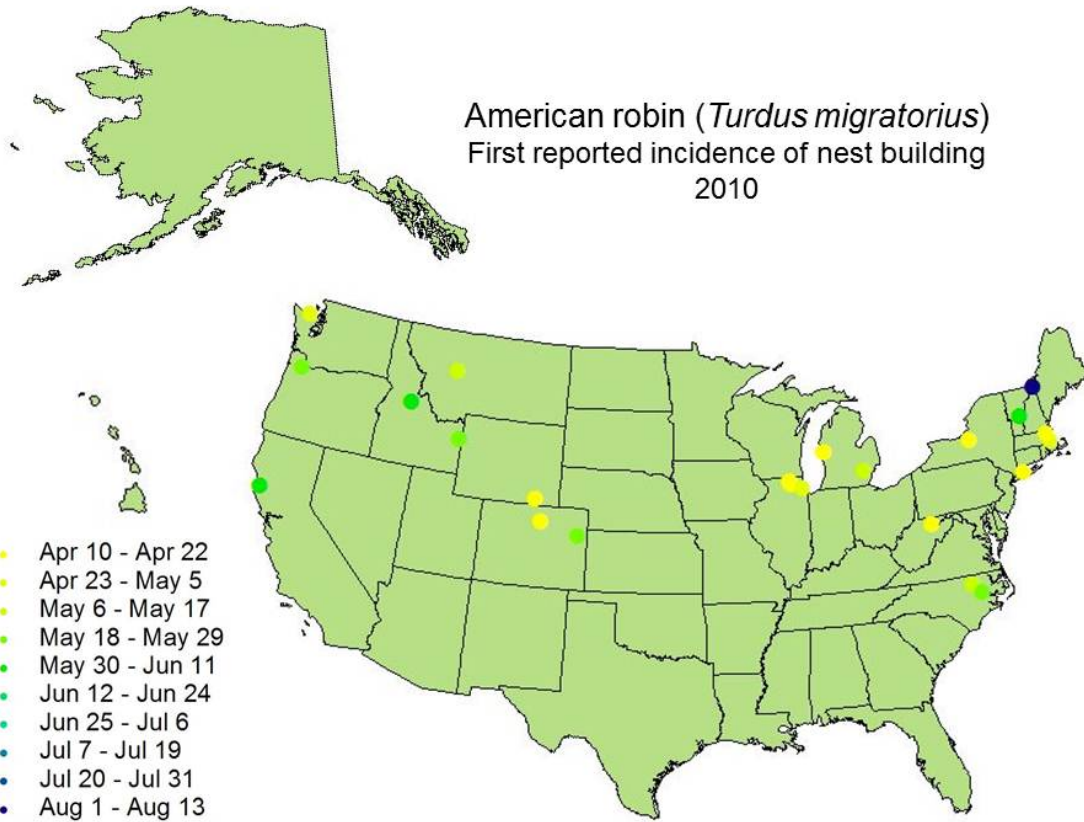 American robin (Turdus migratorius)
First reported incidence of nest building
2010
Apr 10 - Apr 22
Apr 23 - May 5
May 6 - May 17
May 18 - May 29
May 30 - Jun 11
Jun 12 - Jun 24
Jun 25 - Jul 6
Jul 7 - Jul 19
Jul 20 - Jul 31
Aug 1 - Aug 13